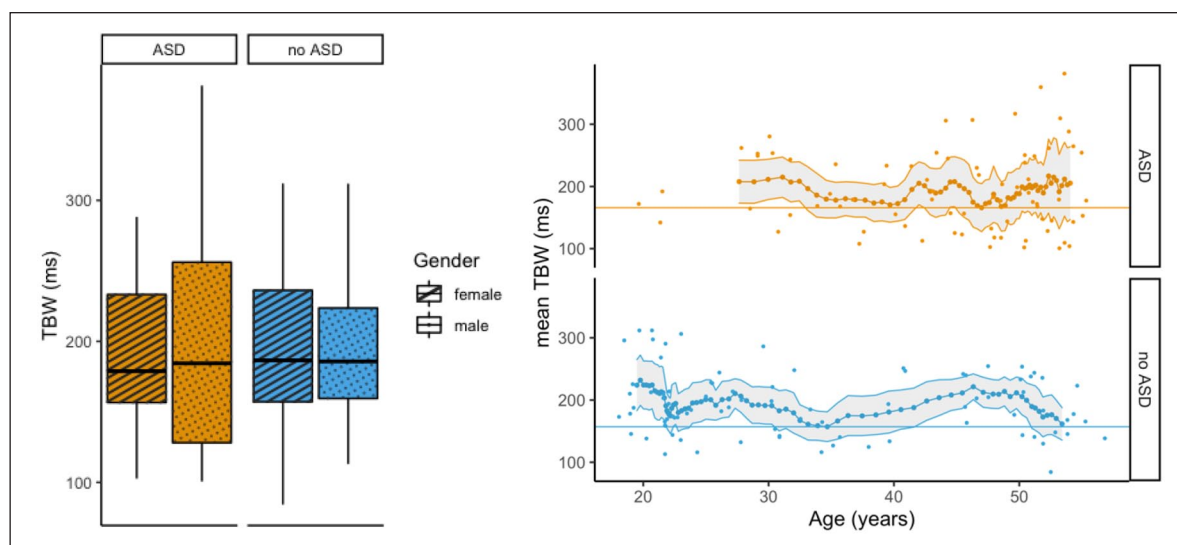 ASD
no ASD
TBW (ms)
300
200
100
Gender
female
male
mean TBW (ms)
300
200
100
ASD
300
200
100
no ASD
20
30
40
50
Age (years)